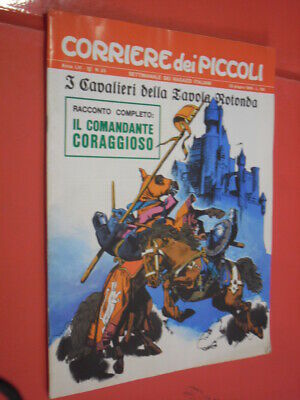 CORRIERE dei PICCOLI
SETTIMANALE DEI RAGAZZI ITALIANI
I Cavalieri della Tavola Rotonda
RACCONTO COMPLETO:
IL COMANDANTE
CORAGGIOSO